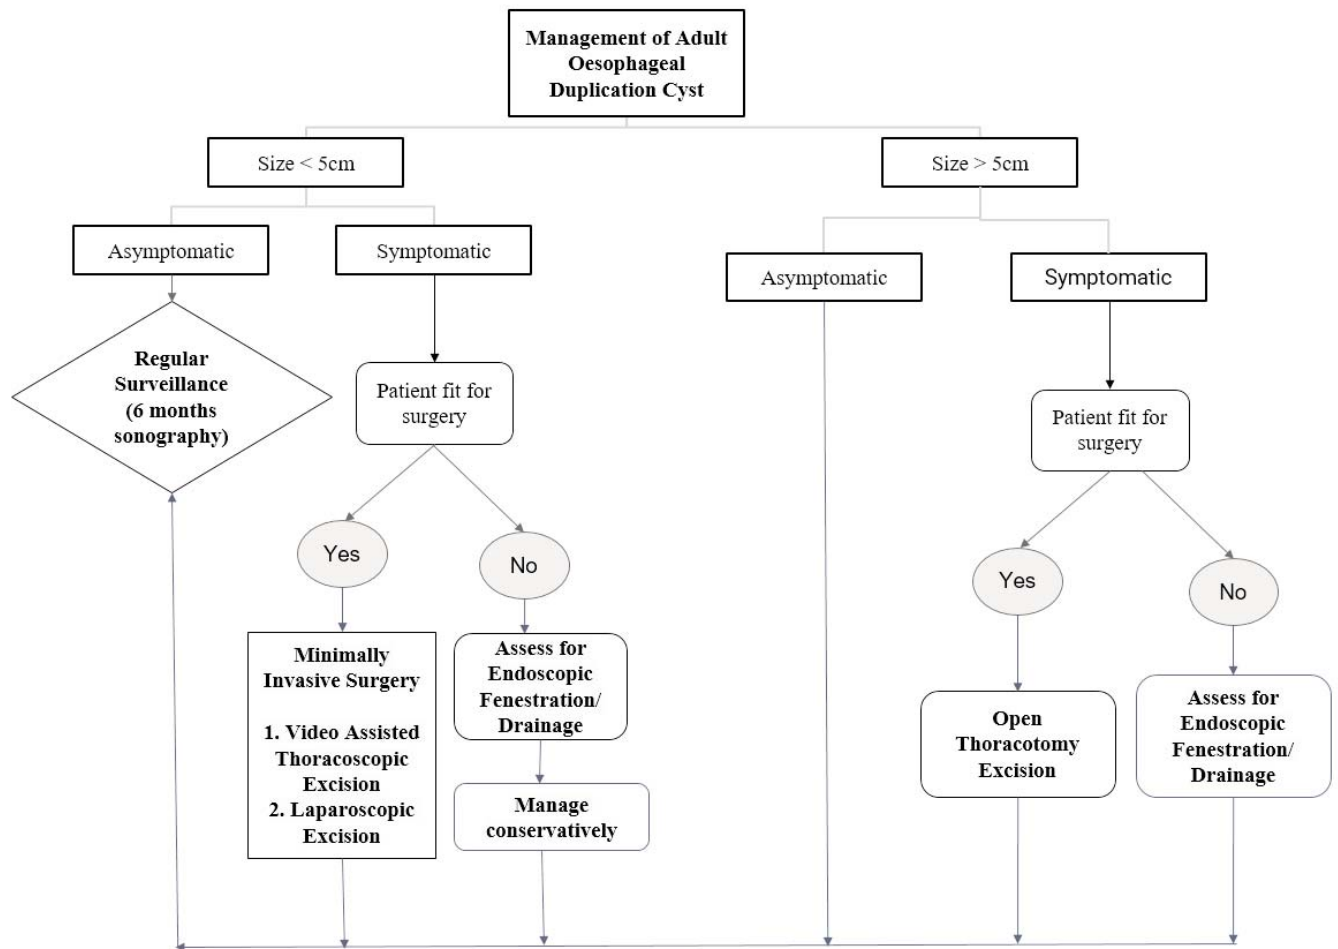 Management of Adult
Oesophageal
Duplication Cyst
Size < 5cm
Size > 5cm
Asymptomatic
Symptomatic
Asymptomatic
Symptomatic
Regular
Surveillance
(6 months
sonography)
Patient fit for
surgery
Patient fit for
surgery
Yes
No
Yes
No
Minimally
Invasive Surgery
1. Video Assisted
Thoracoscopic
Excision
2. Laparoscopic
Excision
Assess for
Endoscopic
Fenestration/
Drainage
Manage
conservatively
Open
Thoracotomy
Excision
Assess for
Endoscopic
Fenestration/
Drainage